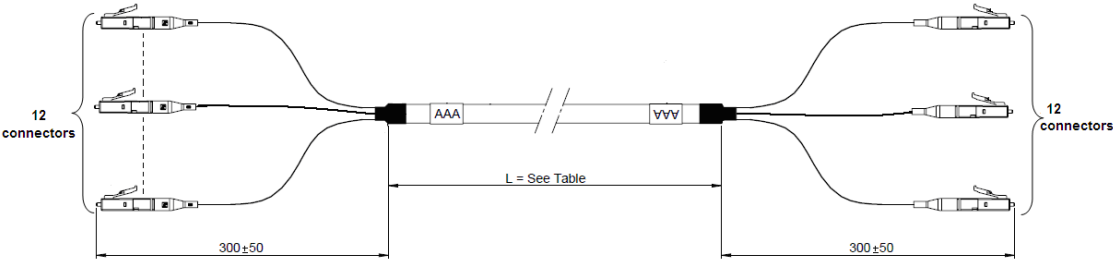 12
connectors
AAA
AAA
12
connectors
L = See Table
300±50
300±50